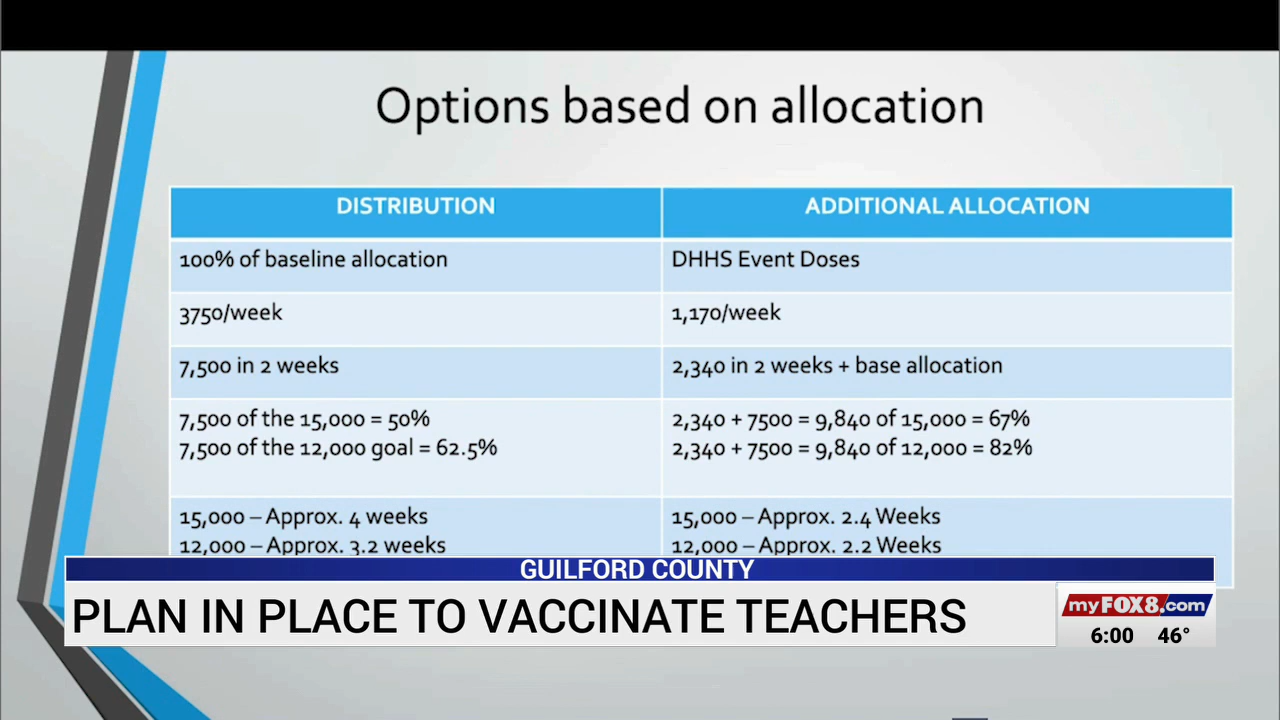 Options based on allocation
DISTRIBUTION
ADDITIONAL ALLOCATION
100% of baseline allocation
DHHS Event Doses
3750/week
1,170/week
7,500 in 2 weeks
2,340 in 2 weeks + base allocation
7,500 of the 15,000 = 50%
7,500 of the 12,000 goal = 62.5%
2,340 + 7500 = 9,840 of 15,000 = 67%
2,340 + 7500 = 9,840 of 12,000 = 82%
15,000 – Approx. 4 weeks
12,000 – Approx. 3.2 weeks
15,000 – Approx. 2.4 Weeks
12,000 – Approx. 2.2 Weeks
GUILFORD COUNTY
PLAN IN PLACE TO VACCINATE TEACHERS
myFOX8.com
6:00 46°